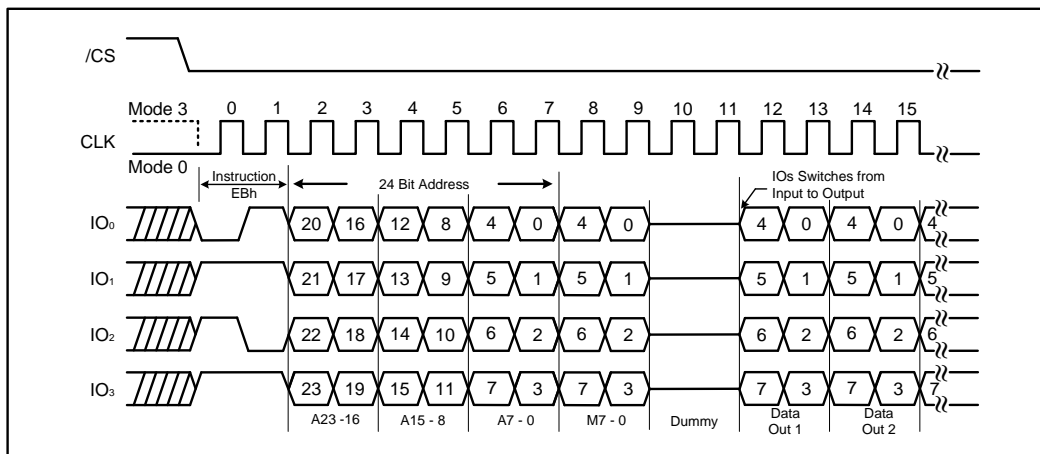 /CS
Mode 3 0 1 2 3 4 5 6 7 8 9 10 11 12 13 14 15
CLK
Mode 0
Instruction
EBh
24 Bit Address
IOs Switches from
Input to Output
IO₀ 20 16 12 8 4 0 4 0 4 0 4 0 4
IO₁ 21 17 13 9 5 1 5 1 5 1 5 1 5
IO₂ 22 18 14 10 6 2 6 2 6 2 6 2 6
IO₃ 23 19 15 11 7 3 7 3 7 3 7 3 7
A23 -16 A15 - 8 A7 - 0 M7 - 0 Dummy
Data
Out 1
Data
Out 2